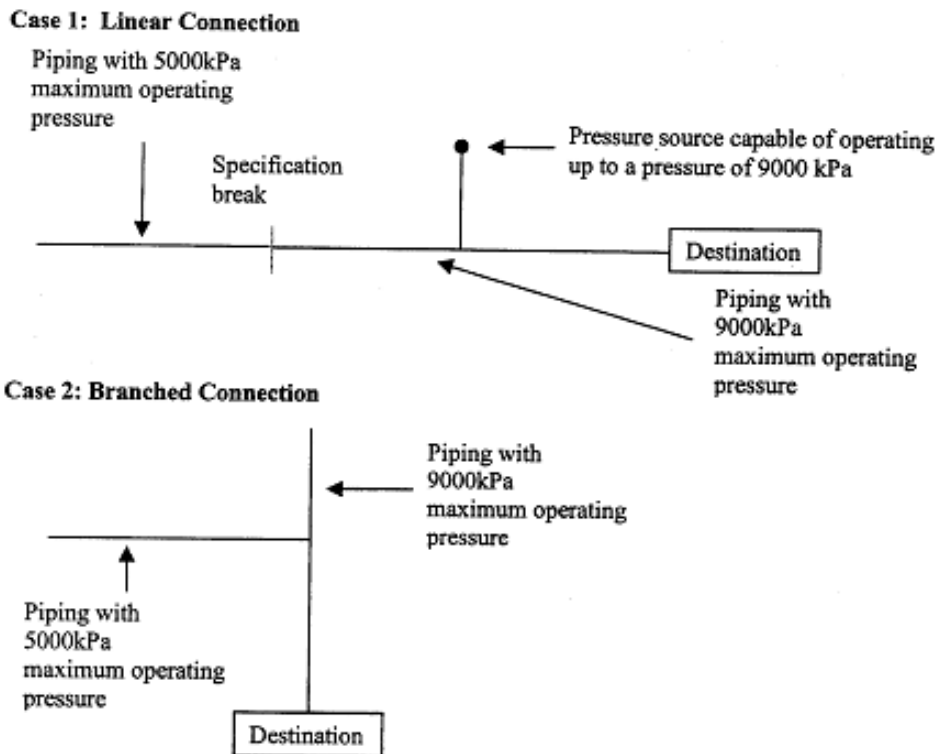 Case 1: Linear Connection
Piping with 5000kPa
maximum operating
pressure
Specification
break
Pressure source capable of operating
up to a pressure of 9000 kPa
Destination
Piping with
9000kPa
maximum operating
pressure
Case 2: Branched Connection
Piping with
9000kPa
maximum operating
pressure
Piping with
5000kPa
maximum operating
pressure
Destination